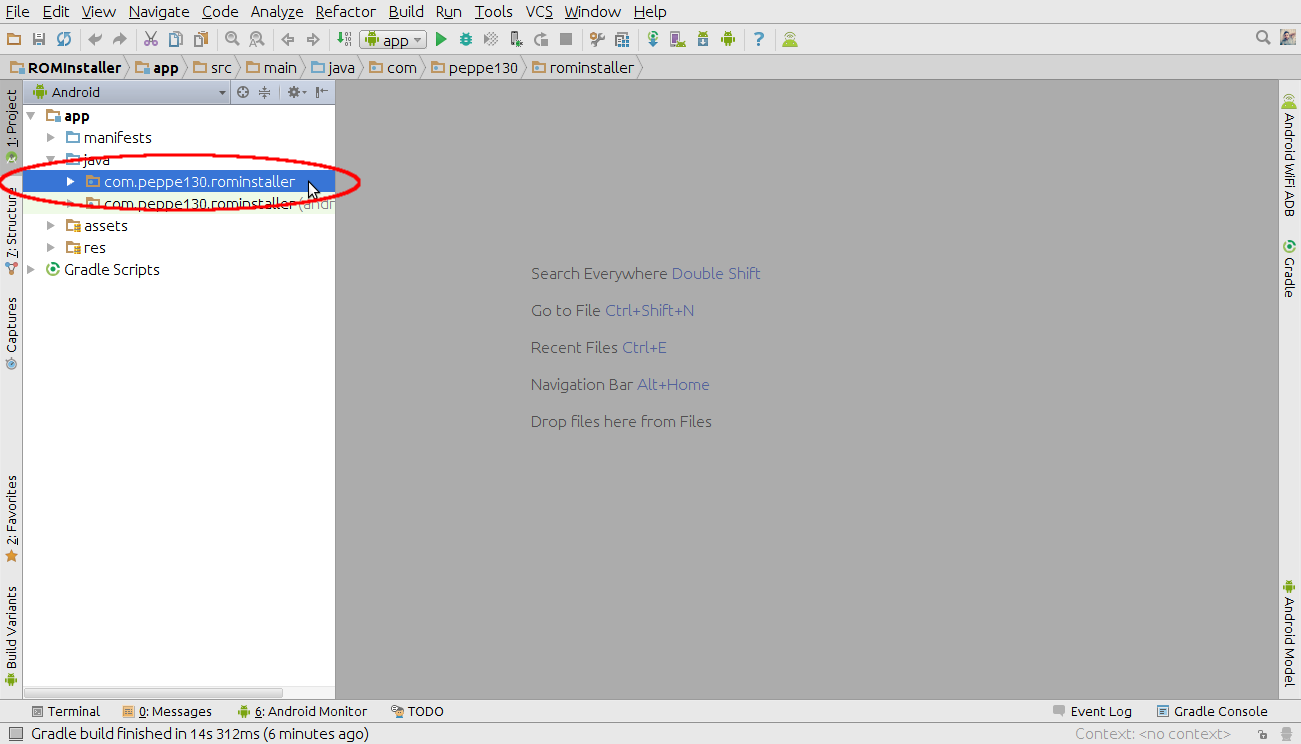 File Edit View Navigate Code Analyze Refactor Build Run Tools VCS Window Help
app
ROMInstaller app src main java com peppe130 rominstaller
Android
1: Project
7: Structure
Captures
2: Favorites
Build Variants
app
manifests
java
com.peppe130.rominstaller
com.peppe130.rominstaller (andr
assets
res
Gradle Scripts
Search Everywhere Double Shift
Go to File Ctrl+Shift+N
Recent Files Ctrl+E
Navigation Bar Alt+Home
Drop files here from Files
Android WiFi ADB
Gradle
Android Model
Terminal 0: Messages 6: Android Monitor TODO Event Log Gradle Console
Gradle build finished in 14s 312ms (6 minutes ago) Context: <no context>